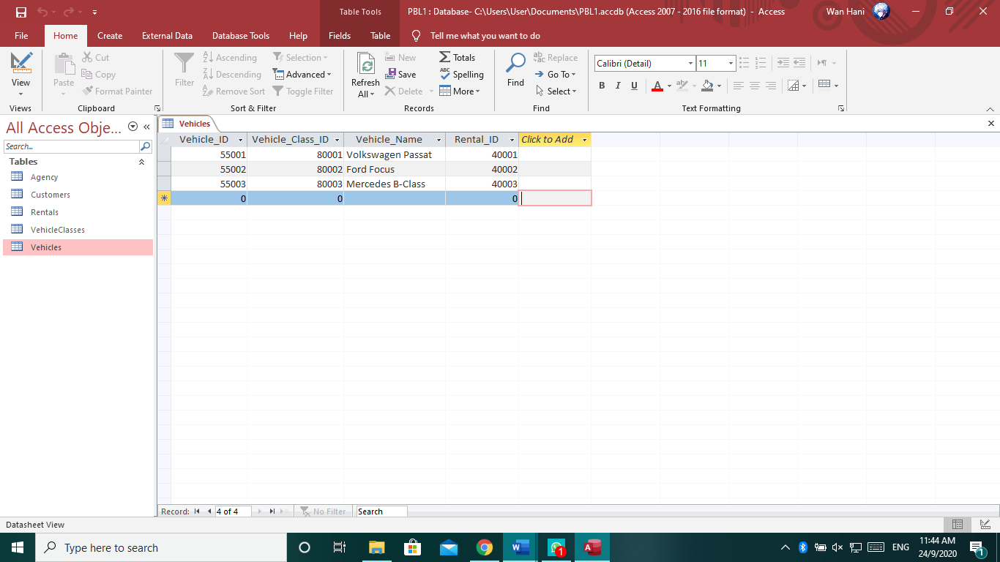 Table Tools
PBL1 : Database- C:\Users\User\Documents\PBL1.accdb (Access 2007 - 2016 file format) - Access
Wan Hani
File Home Create External Data Database Tools Help Fields Table Tell me what you want to do
View
Views
Paste
Cut
Copy
Format Painter
Clipboard
Filter
Ascending
Descending
Remove Sort
Selection
Advanced
Toggle Filter
Sort & Filter
Refresh
All
New
Save
Delete
Totals
ABC
Spelling
More
Records
Find
ab
ac
Replace
Go To
Select
Find
Calibri (Detail) 11
B I U A ab
Text Formatting
All Access Obje...
Search...
Tables
Agency
Customers
Rentals
VehicleClasses
Vehicles
Vehicles
Vehicle_ID Vehicle_Class_ID Vehicle_Name Rental_ID Click to Add
55001 80001 Volkswagen Passat 40001
55002 80002 Ford Focus 40002
55003 80003 Mercedes B-Class 40003
0 0 0
Record: 4 of 4 No Filter Search
Datasheet View
Type here to search
W
1
A
ENG
11:44 AM
24/9/2020
1